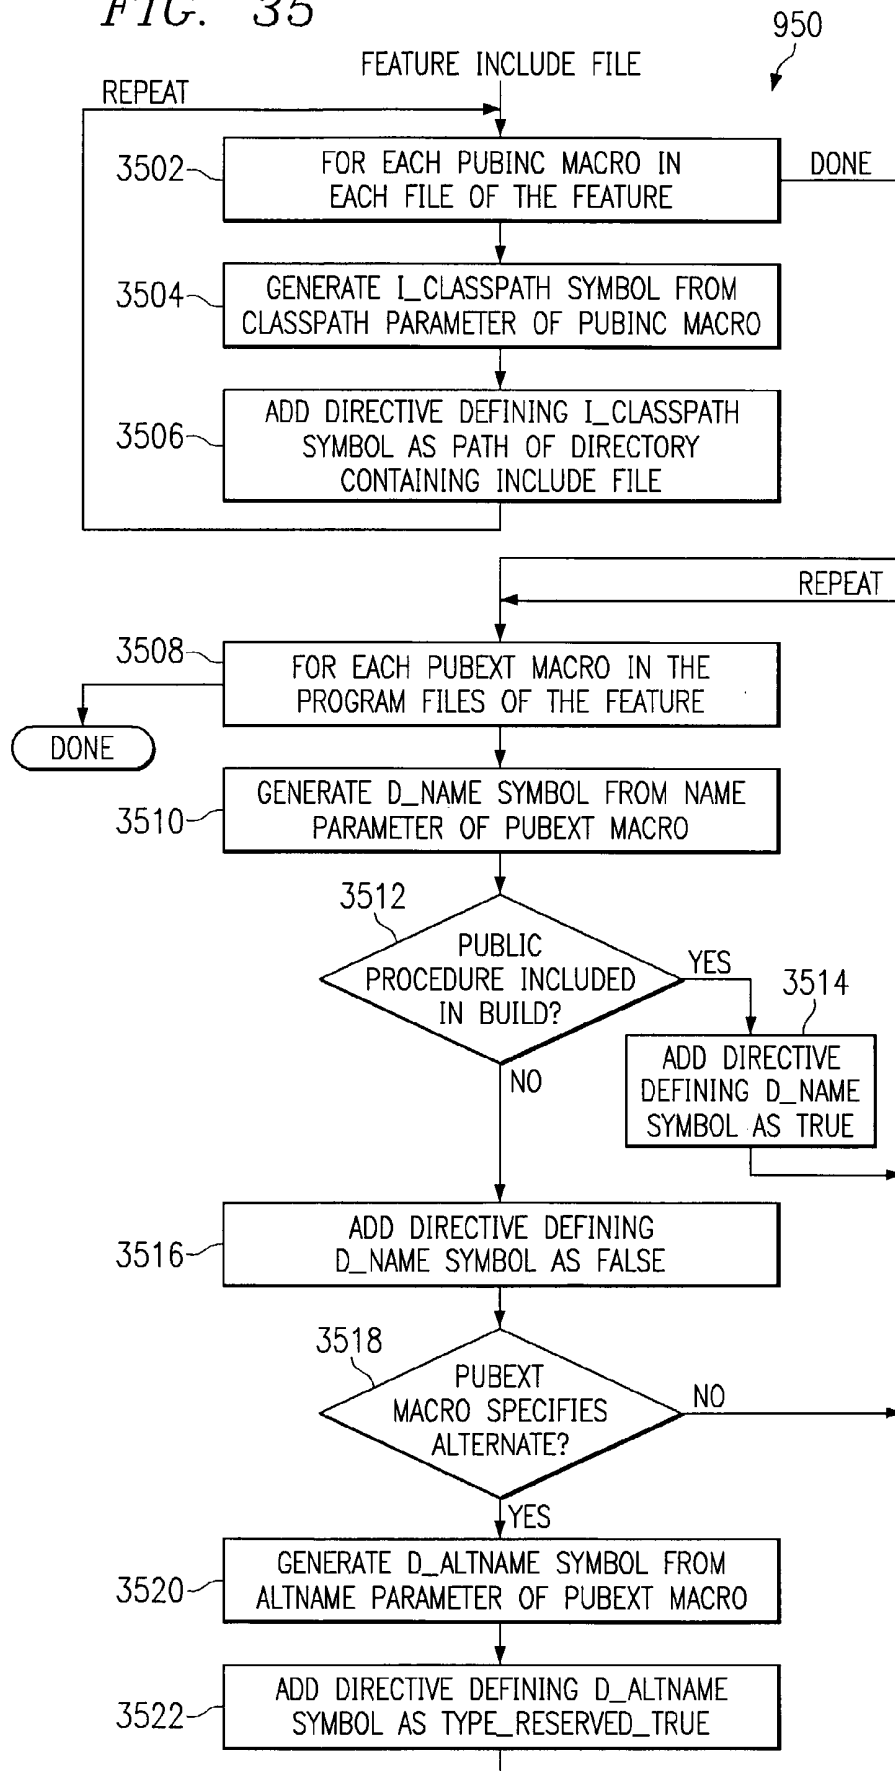 FIG. 35
950
FEATURE INCLUDE FILE
REPEAT
3502
FOR EACH PUBINC MACRO IN
EACH FILE OF THE FEATURE
DONE
3504
GENERATE I_CLASSPATH SYMBOL FROM
CLASSPATH PARAMETER OF PUBINC MACRO
3506
ADD DIRECTIVE DEFINING I_CLASSPATH
SYMBOL AS PATH OF DIRECTORY
CONTAINING INCLUDE FILE
REPEAT
3508
FOR EACH PUBEXT MACRO IN THE
PROGRAM FILES OF THE FEATURE
DONE
3510
GENERATE D_NAME SYMBOL FROM NAME
PARAMETER OF PUBEXT MACRO
3512
PUBLIC
PROCEDURE INCLUDED
IN BUILD?
YES
3514
ADD DIRECTIVE
DEFINING D_NAME
SYMBOL AS TRUE
NO
3516
ADD DIRECTIVE DEFINING
D_NAME SYMBOL AS FALSE
3518
PUBEXT
MACRO SPECIFIES
ALTERNATE?
NO
YES
3520
GENERATE D_ALTNAME SYMBOL FROM
ALTNAME PARAMETER OF PUBEXT MACRO
3522
ADD DIRECTIVE DEFINING D_ALTNAME
SYMBOL AS TYPE_RESERVED_TRUE